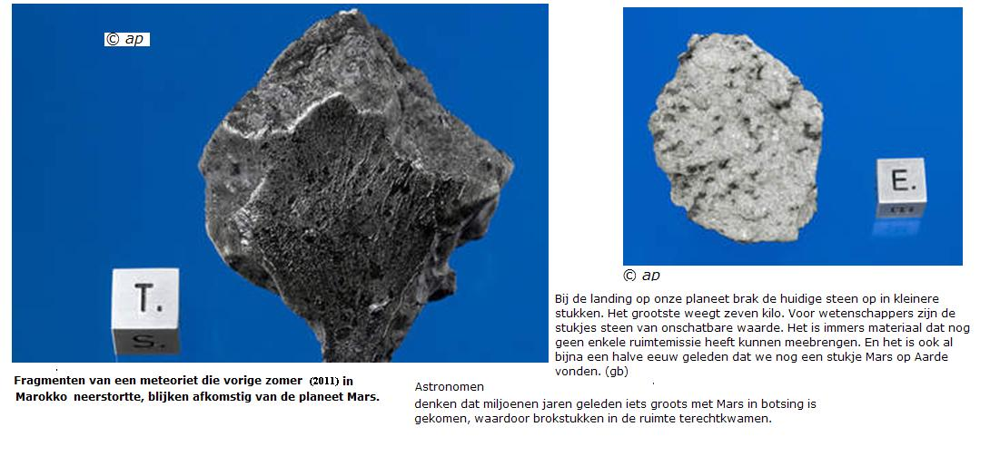 © ap
T.
S.
Fragmenten van een meteoriet die vorige zomer (2011) in
Marokko neerstortte, blijken afkomstig van de planeet Mars.
E.
© ap
Bij de landing op onze planeet brak de huidige steen op in kleinere
stukken. Het grootste weegt zeven kilo. Voor wetenschappers zijn de
stukjes steen van onschatbare waarde. Het is immers materiaal dat nog
geen enkele ruimtemissie heeft kunnen meebrengen. En het is ook al
bijna een halve eeuw geleden dat we nog een stukje Mars op Aarde
vonden. (gb)
Astronomen
denken dat miljoenen jaren geleden iets groots met Mars in botsing is
gekomen, waardoor brokstukken in de ruimte terechtkwamen.